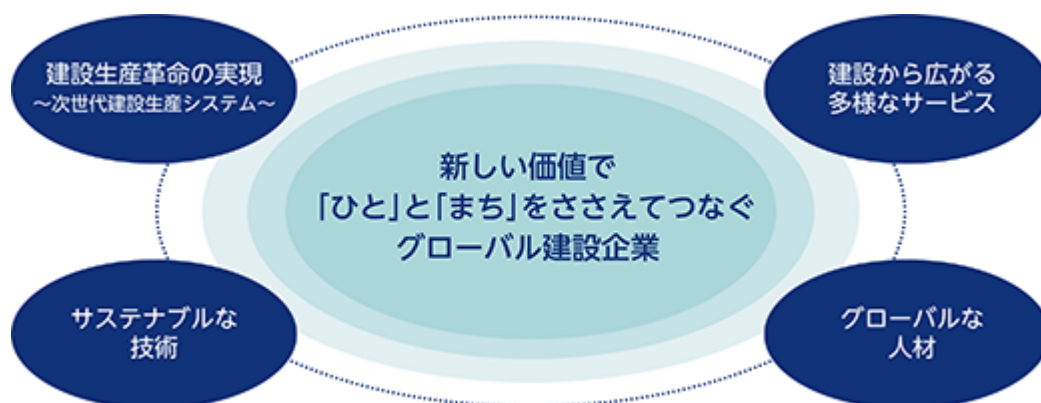 建設生産革命の実現
～次世代建設生産システム～
建設から広がる
多様なサービス
新しい価値で
「ひと」と「まち」をささえてつなぐ
グローバル建設企業
サステナブルな
技術
グローバルな
人材